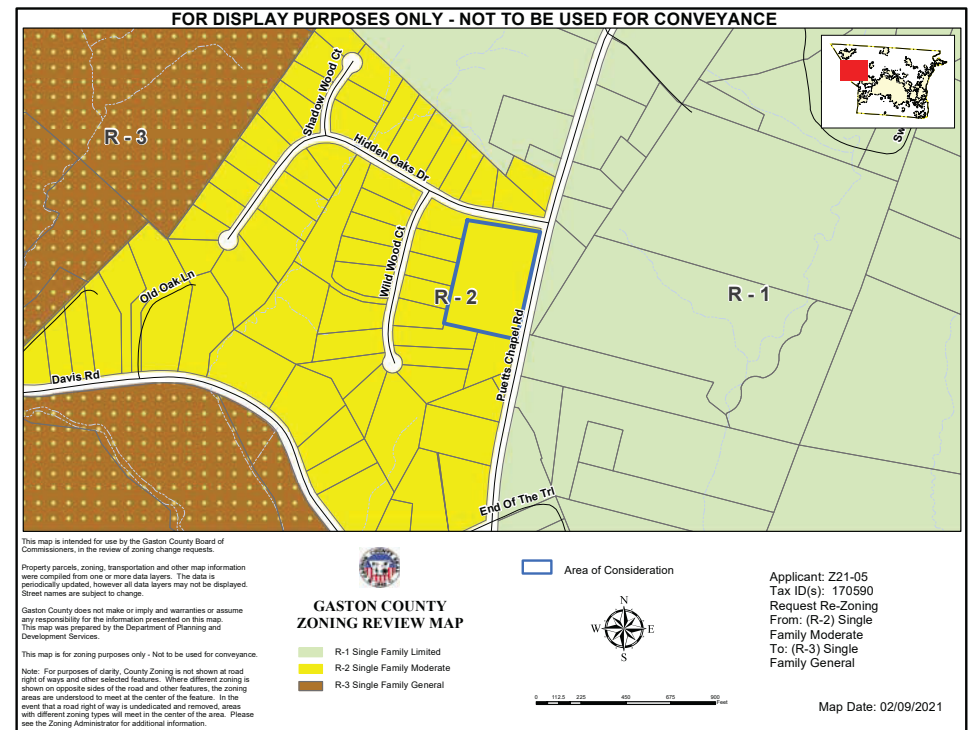 FOR DISPLAY PURPOSES ONLY - NOT TO BE USED FOR CONVEYANCE
R - 3
Shadow Wood Ct
Hidden Oaks Dr
Sw
Wild Wood Ct
Old Oak Ln
R - 2
R - 1
Puetts Chapel Rd
Davis Rd
End Of The Trl
This map is intended for use by the Gaston County Board of
Commissioners, in the review of zoning change requests.
Property parcels, zoning, transportation and other map information
were compiled from one or more data layers. The data is
periodically updated, however all data layers may not be displayed.
Street names are subject to change.
Gaston County does not make or imply and warranties or assume
any responsibility for the information presented on this map.
This map was prepared by the Department of Planning and
Development Services.
This map is for zoning purposes only - Not to be used for conveyance.
Note: For purposes of clarity, County Zoning is not shown at road
right of ways and other selected features. Where different zoning is
shown on opposite sides of the road and other features, the zoning
areas are understood to meet at the center of the feature. In the
event that a road right of way is undedicated and removed, areas
with different zoning types will meet in the center of the area. Please
see the Zoning Administrator for additional information.
GASTON COUNTY
ZONING REVIEW MAP
R-1 Single Family Limited
R-2 Single Family Moderate
R-3 Single Family General
Area of Consideration
N
W E
S
0 112.5 225 450 675 900
Feet
Applicant: Z21-05
Tax ID(s): 170590
Request Re-Zoning
From: (R-2) Single
Family Moderate
To: (R-3) Single
Family General
Map Date: 02/09/2021